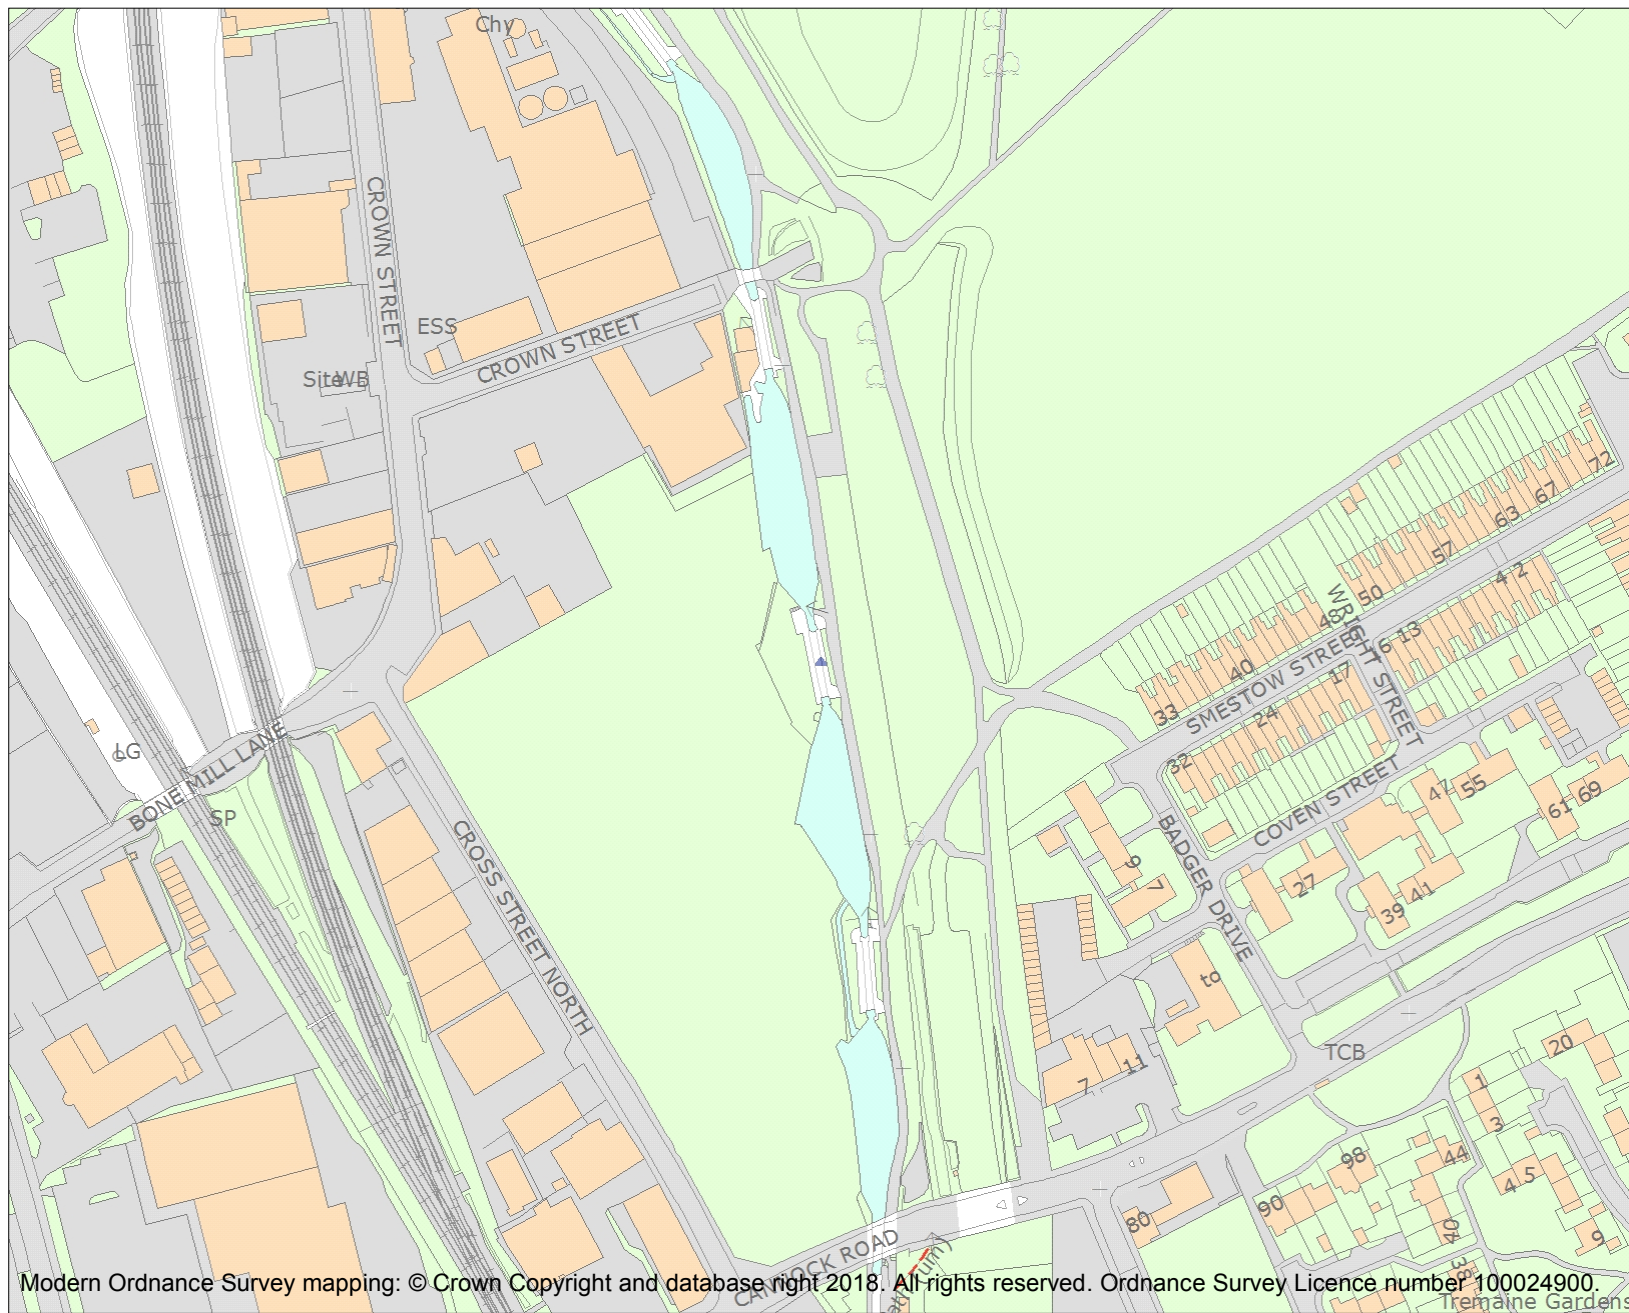 Chy
CROWN STREET
ESS
CROWN STREET
Site
WB
72
67
63
57
50
48
40
33
WRIGHT STREET
SMESTOW STREET
4 2
13
16
17
24
32
BONE MILL LANE
LG
SP
COVEN STREET
47
55
61
69
BADGER DRIVE
9
7
27
39
41
CROSS STREET NORTH
to
TCB
20
7
11
1
3
98
44
4.5
90
80
40
9
38
CANNOCK ROAD
Modern Ordnance Survey mapping: © Crown Copyright and database right 2018. All rights reserved. Ordnance Survey Licence number 100024900.
Tremaine Gardens